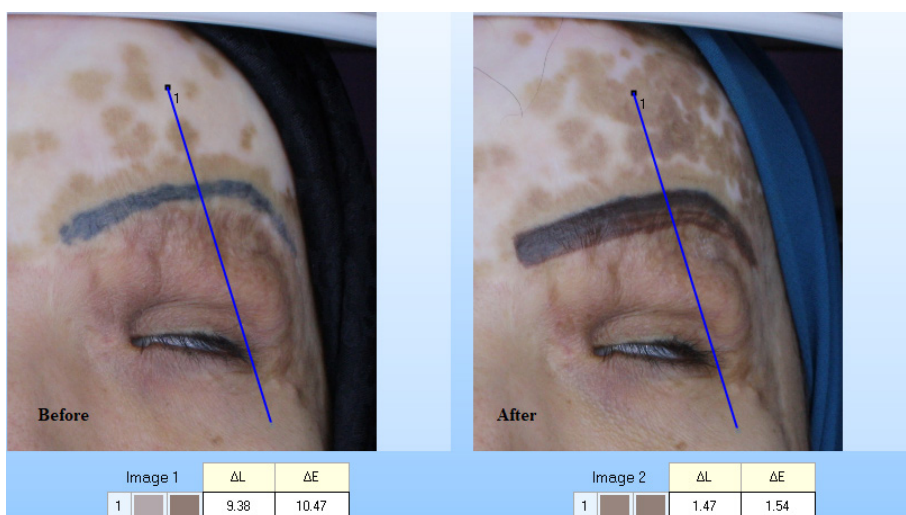 1
1
Before
After
Image 1 ΔL ΔE
1 9.38 10.47
Image 2 ΔL ΔE
1 1.47 1.54